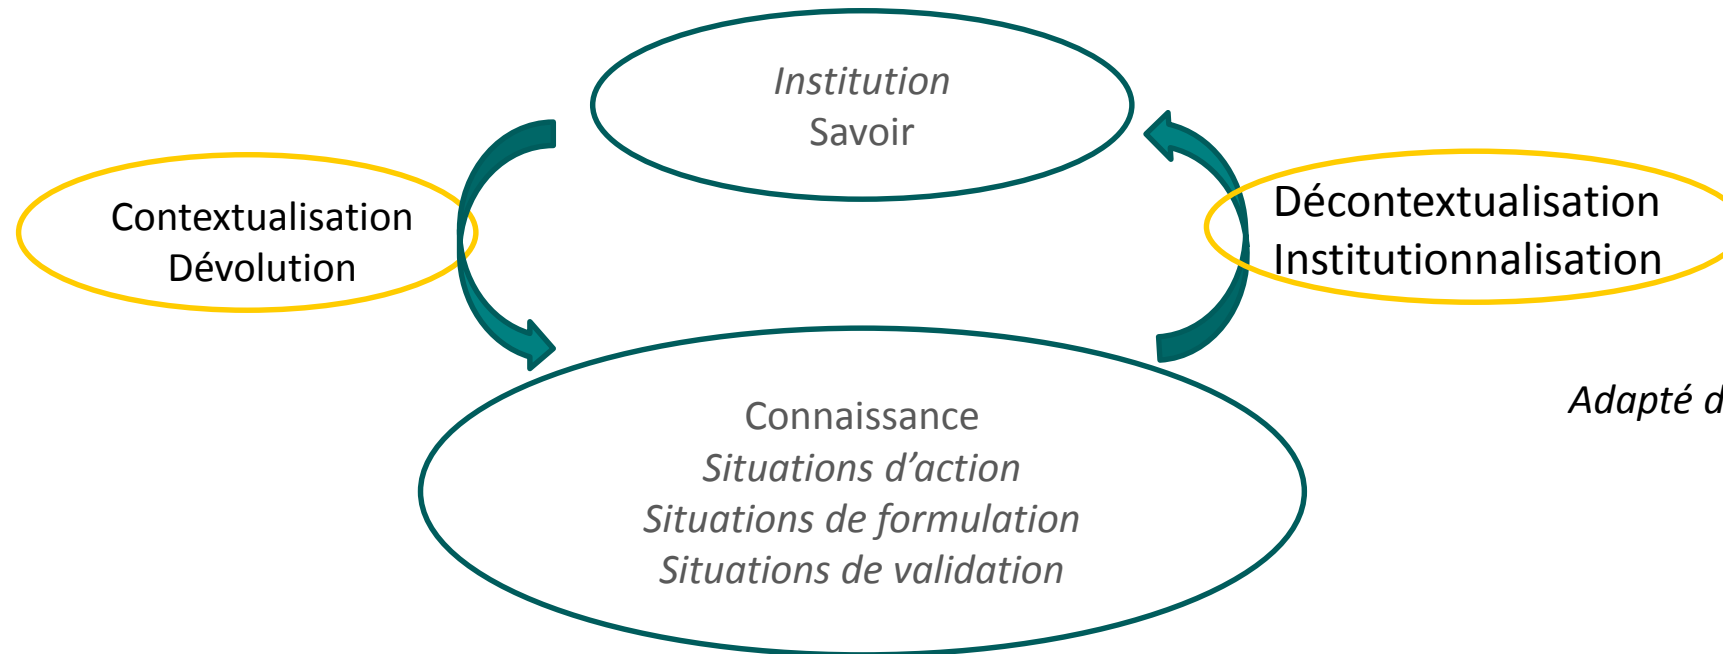 Institution
Savoir
Contextualisation
Dévolution
Décontextualisation
Institutionnalisation
Connaissance
Situations d’action
Situations de formulation
Situations de validation
Adapté